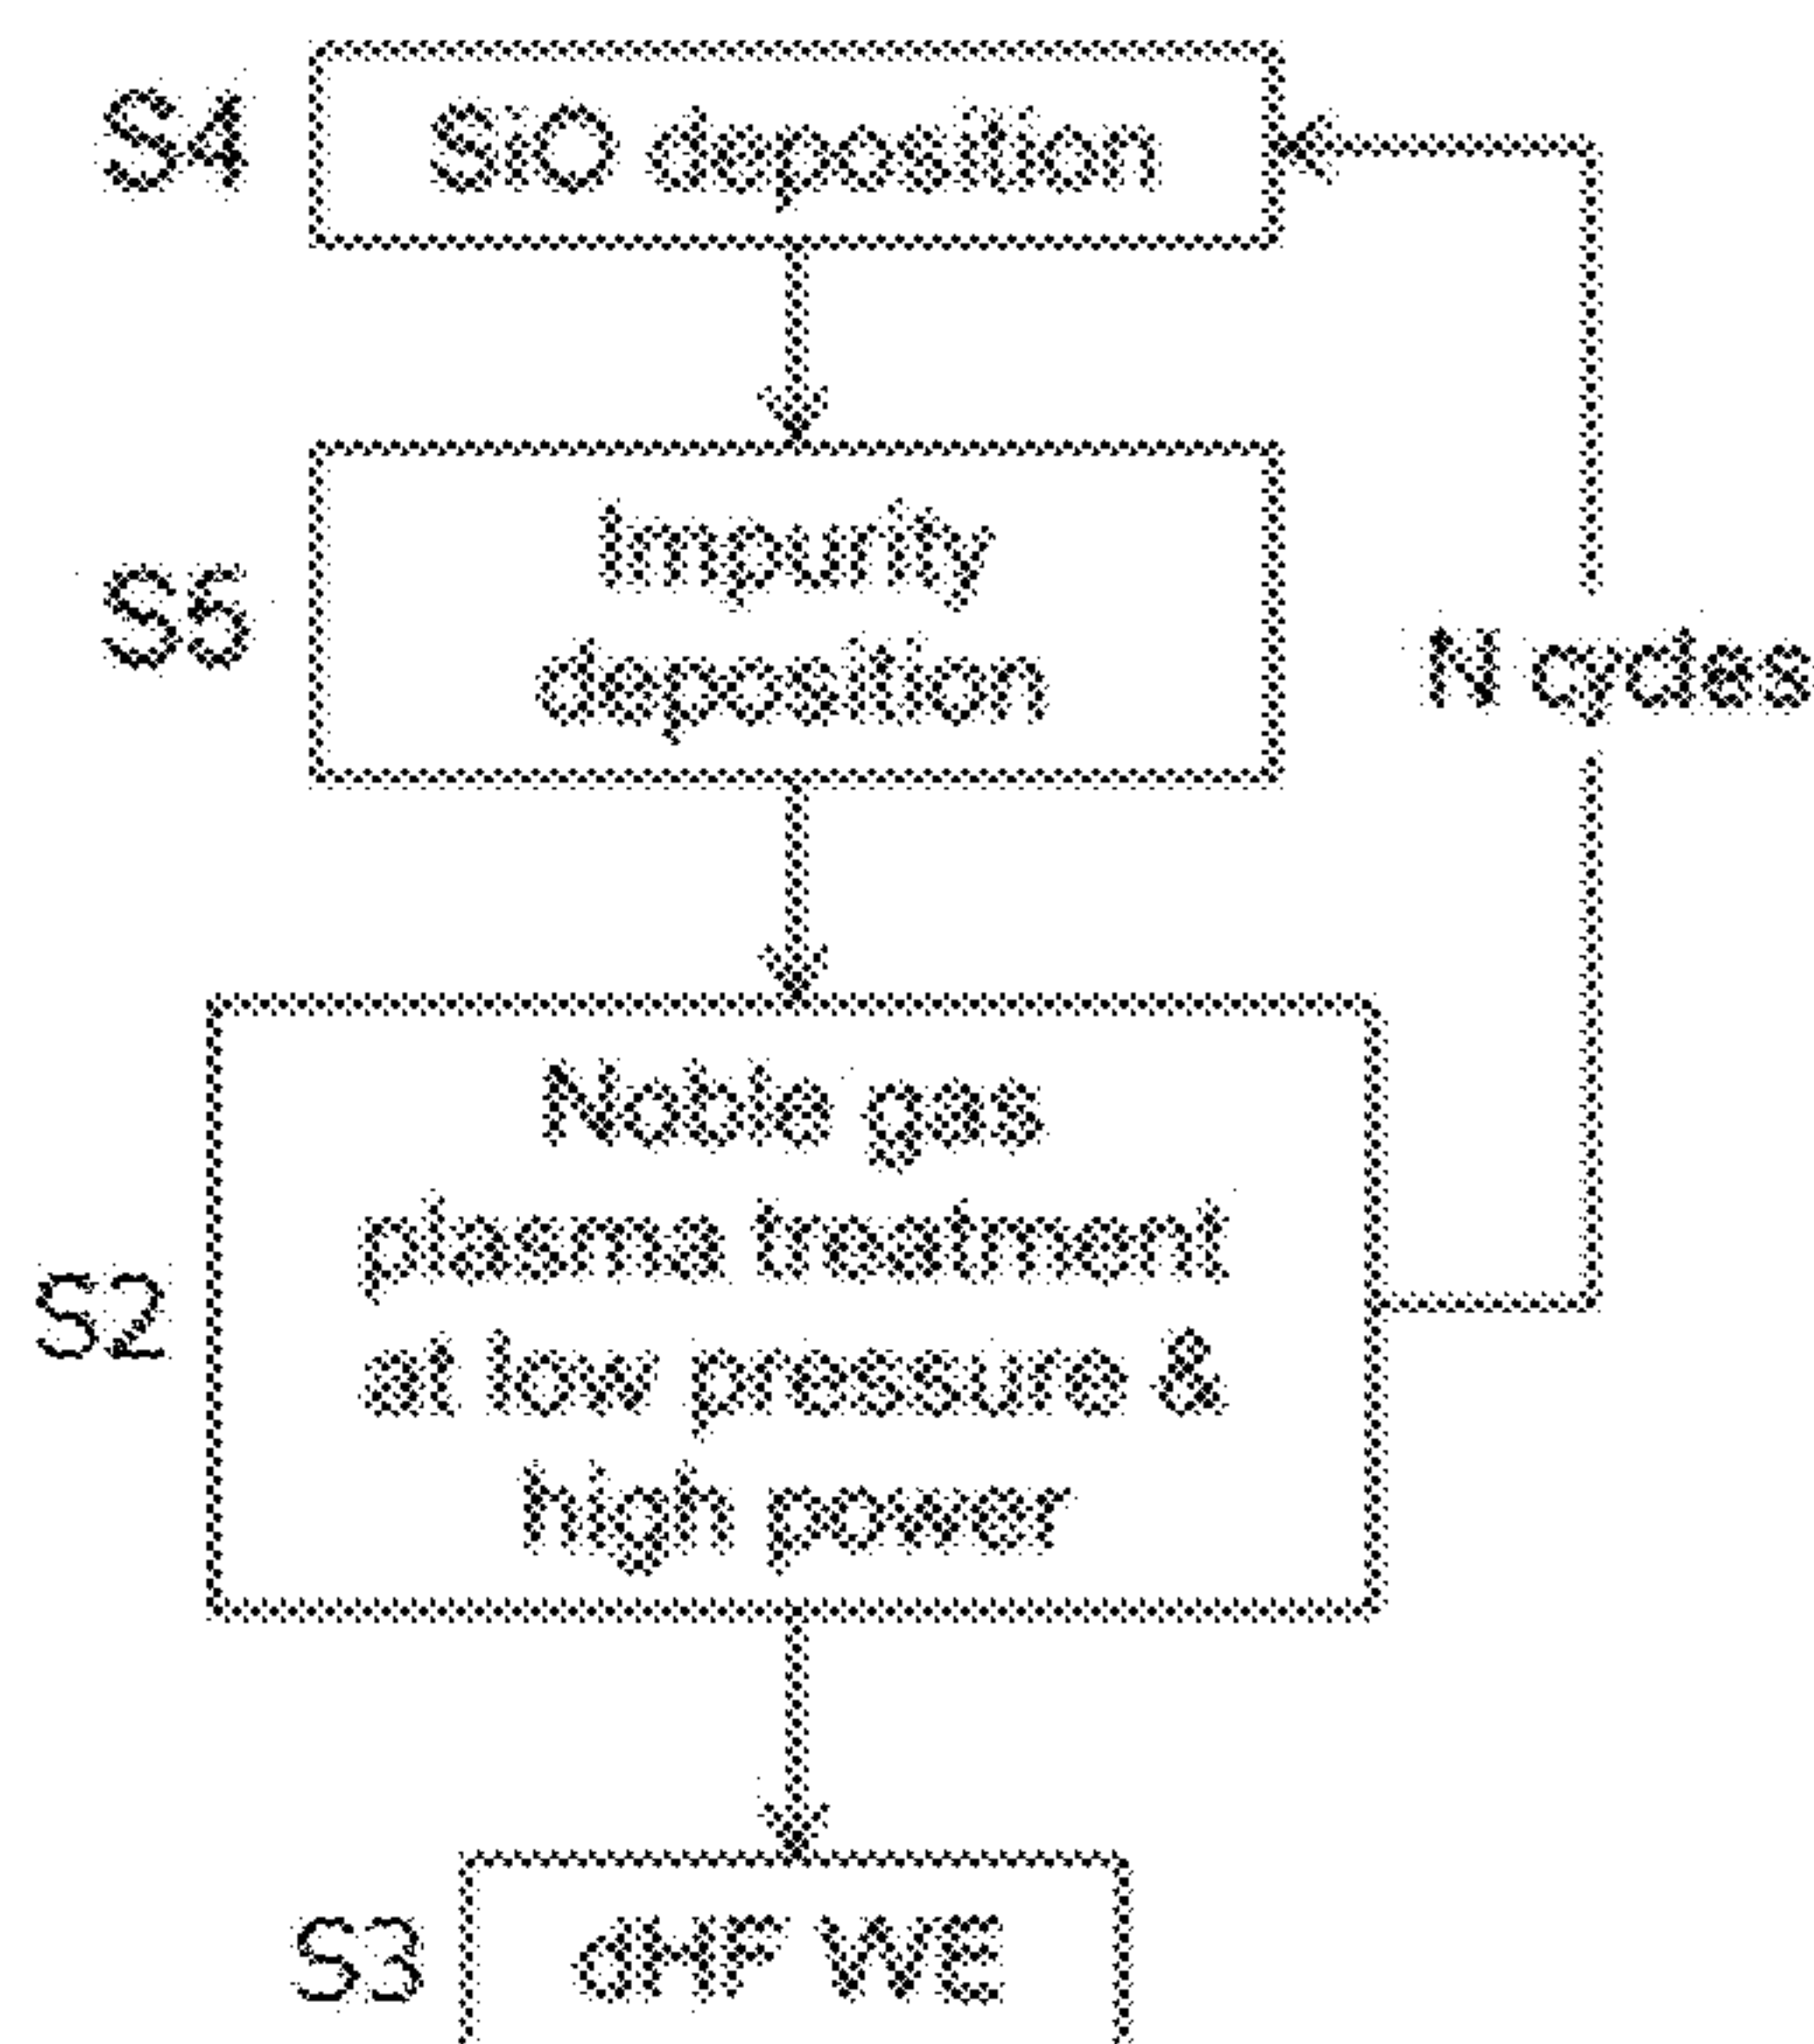 S4
SiO deposition
Impurity
deposition
S5
N cycles
Noble gas
plasma treatment
at low pressure &
high power
S2
S3
dHF WE